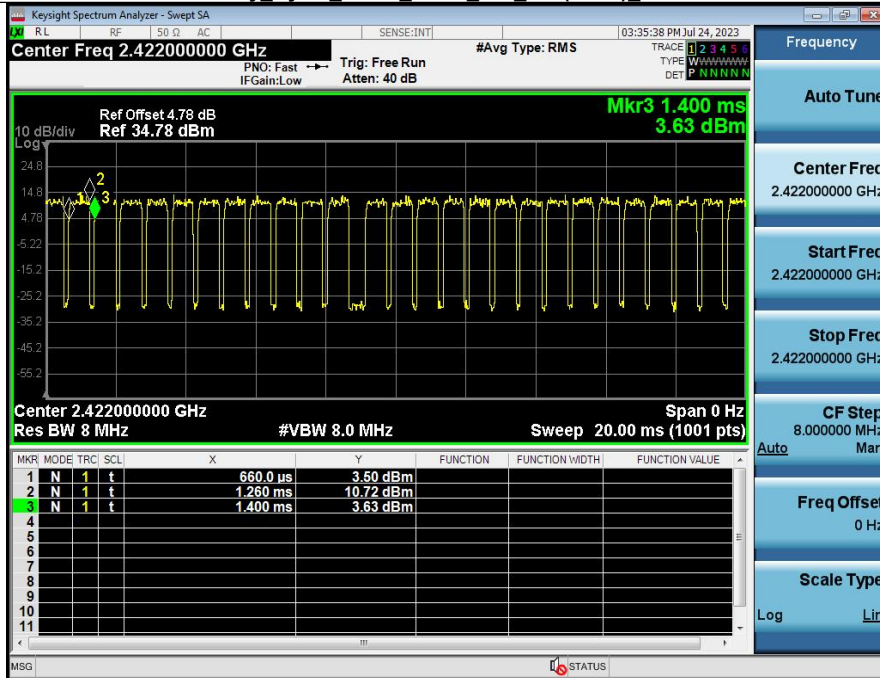 Keysight Spectrum Analyzer - Swept SA
LXI RL RF 50 Ω AC SENSE:INT 03:35:38 PM Jul 24, 2023
Center Freq 2.422000000 GHz
#Avg Type: RMS
TRACE 1 2 3 4 5 6
PNO: Fast Trig: Free Run
TYPE WWWWWW
IFGain:Low Atten: 40 dB
DET P N N N N N
Ref Offset 4.78 dB
10 dB/div Ref 34.78 dBm
Log
Mkr3 1.400 ms
3.63 dBm
24.8
14.8
4.78
-5.22
-15.2
-25.2
-35.2
-45.2
-55.2
1
2
3
Center 2.422000000 GHz Span 0 Hz
Res BW 8 MHz #VBW 8.0 MHz Sweep 20.00 ms (1001 pts)
MKR MODE TRC SCL X Y FUNCTION FUNCTION WIDTH FUNCTION VALUE
1 N 1 t 660.0 µs 3.50 dBm
2 N 1 t 1.260 ms 10.72 dBm
3 N 1 t 1.400 ms 3.63 dBm
4
5
6
7
8
9
10
11
MSG STATUS
Frequency
Auto Tune
Center Freq
2.422000000 GHz
Start Freq
2.422000000 GHz
Stop Freq
2.422000000 GHz
CF Step
8.000000 MHz
Auto Man
Freq Offset
0 Hz
Scale Type
Log Lin